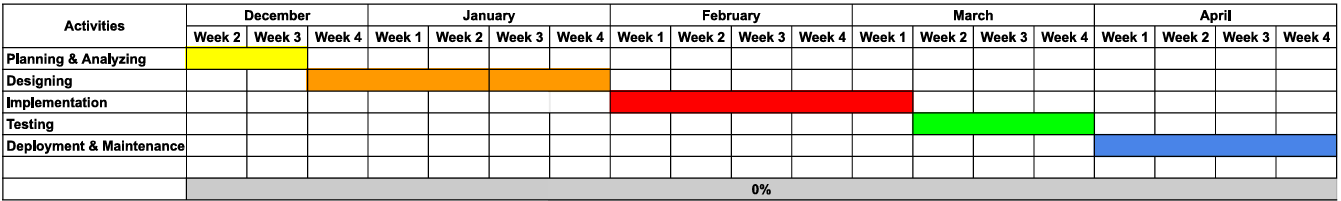 Activities December January February March April
Week 2 Week 3 Week 4 Week 1 Week 2 Week 3 Week 4 Week 1 Week 2 Week 3 Week 4 Week 1 Week 2 Week 3 Week 4 Week 1 Week 2 Week 3 Week 4
Planning & Analyzing
Designing
Implementation
Testing
Deployment & Maintenance
0%